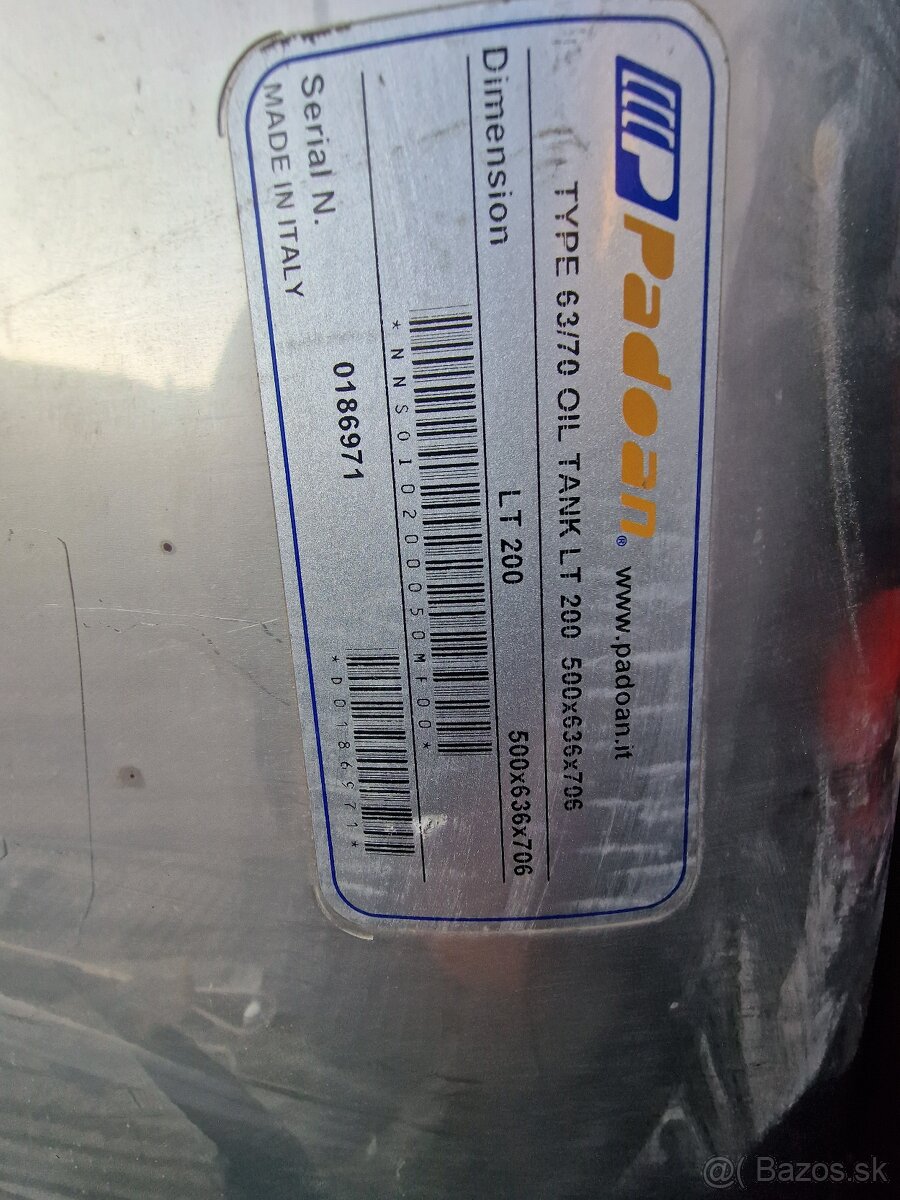 Padoan® www.padoan.it
TYPE 63/70 OIL TANK LT 200 500x636x706
Dimension LT 200 500x636x706
*NNS010200050MF00*
Serial N. 0186971
*D0186971*
MADE IN ITALY
@( Bazos.sk